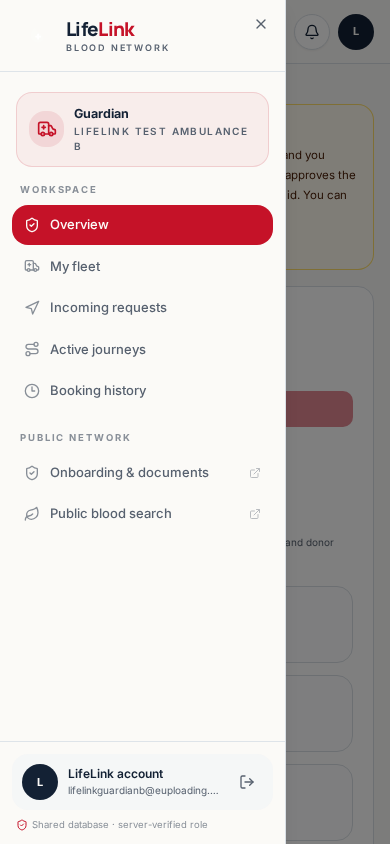 LifeLink
BLOOD NETWORK
L
Guardian
LIFELINK TEST AMBULANCE
B
WORKSPACE
Overview
My fleet
Incoming requests
Active journeys
Booking history
PUBLIC NETWORK
Onboarding & documents
Public blood search
and you
approves the
id. You can
and donor
L
LifeLink account
lifelinkguardianb@euploading....
Shared database · server-verified role